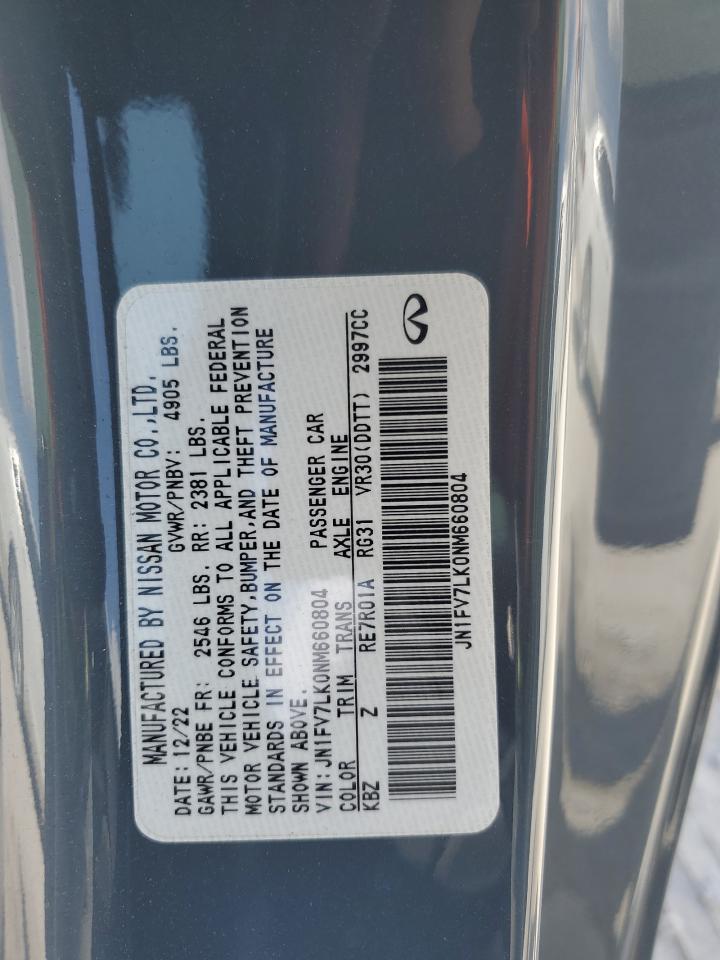 MANUFACTURED BY NISSAN MOTOR CO.,LTD.
DATE: 12/22 GVWR/PNBV: 4905 LBS.
GAWR/PNBE FR: 2546 LBS. RR: 2381 LBS.
THIS VEHICLE CONFORMS TO ALL APPLICABLE FEDERAL
MOTOR VEHICLE SAFETY,BUMPER,AND THEFT PREVENTION
STANDARDS IN EFFECT ON THE DATE OF MANUFACTURE
SHOWN ABOVE.
VIN:JN1FV7LK0NM660804 PASSENGER CAR
COLOR TRIM TRANS AXLE ENGINE
KBZ Z RE7R01A RG31 VR30(DDTT) 2997CC
JN1FV7LK0NM660804